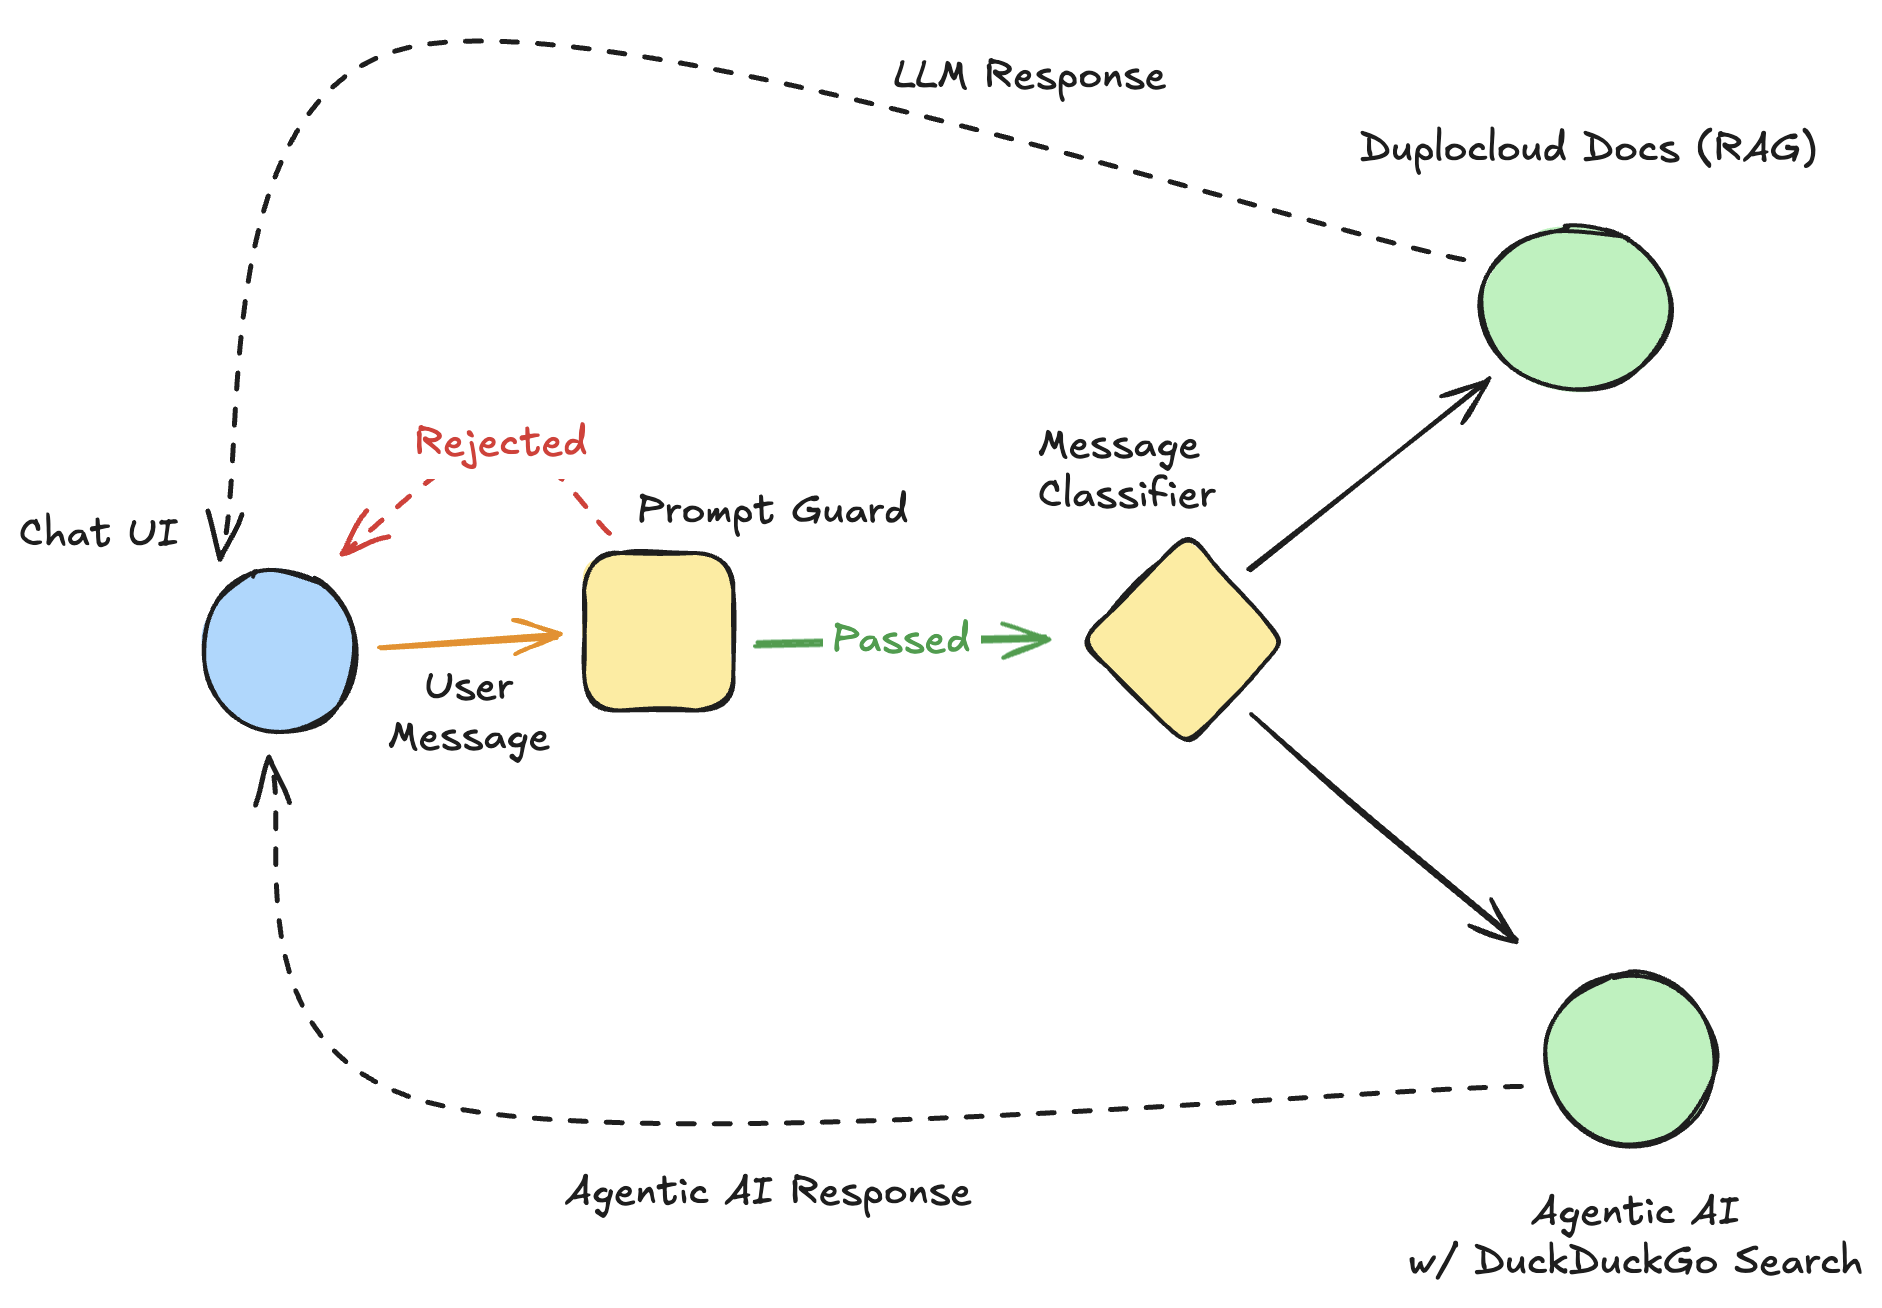 LLM Response
Duplocloud Docs (RAG)
Rejected
Message
Classifier
Prompt Guard
Chat UI
Passed
User
Message
Agentic AI Response
Agentic AI
w/ DuckDuckGo Search